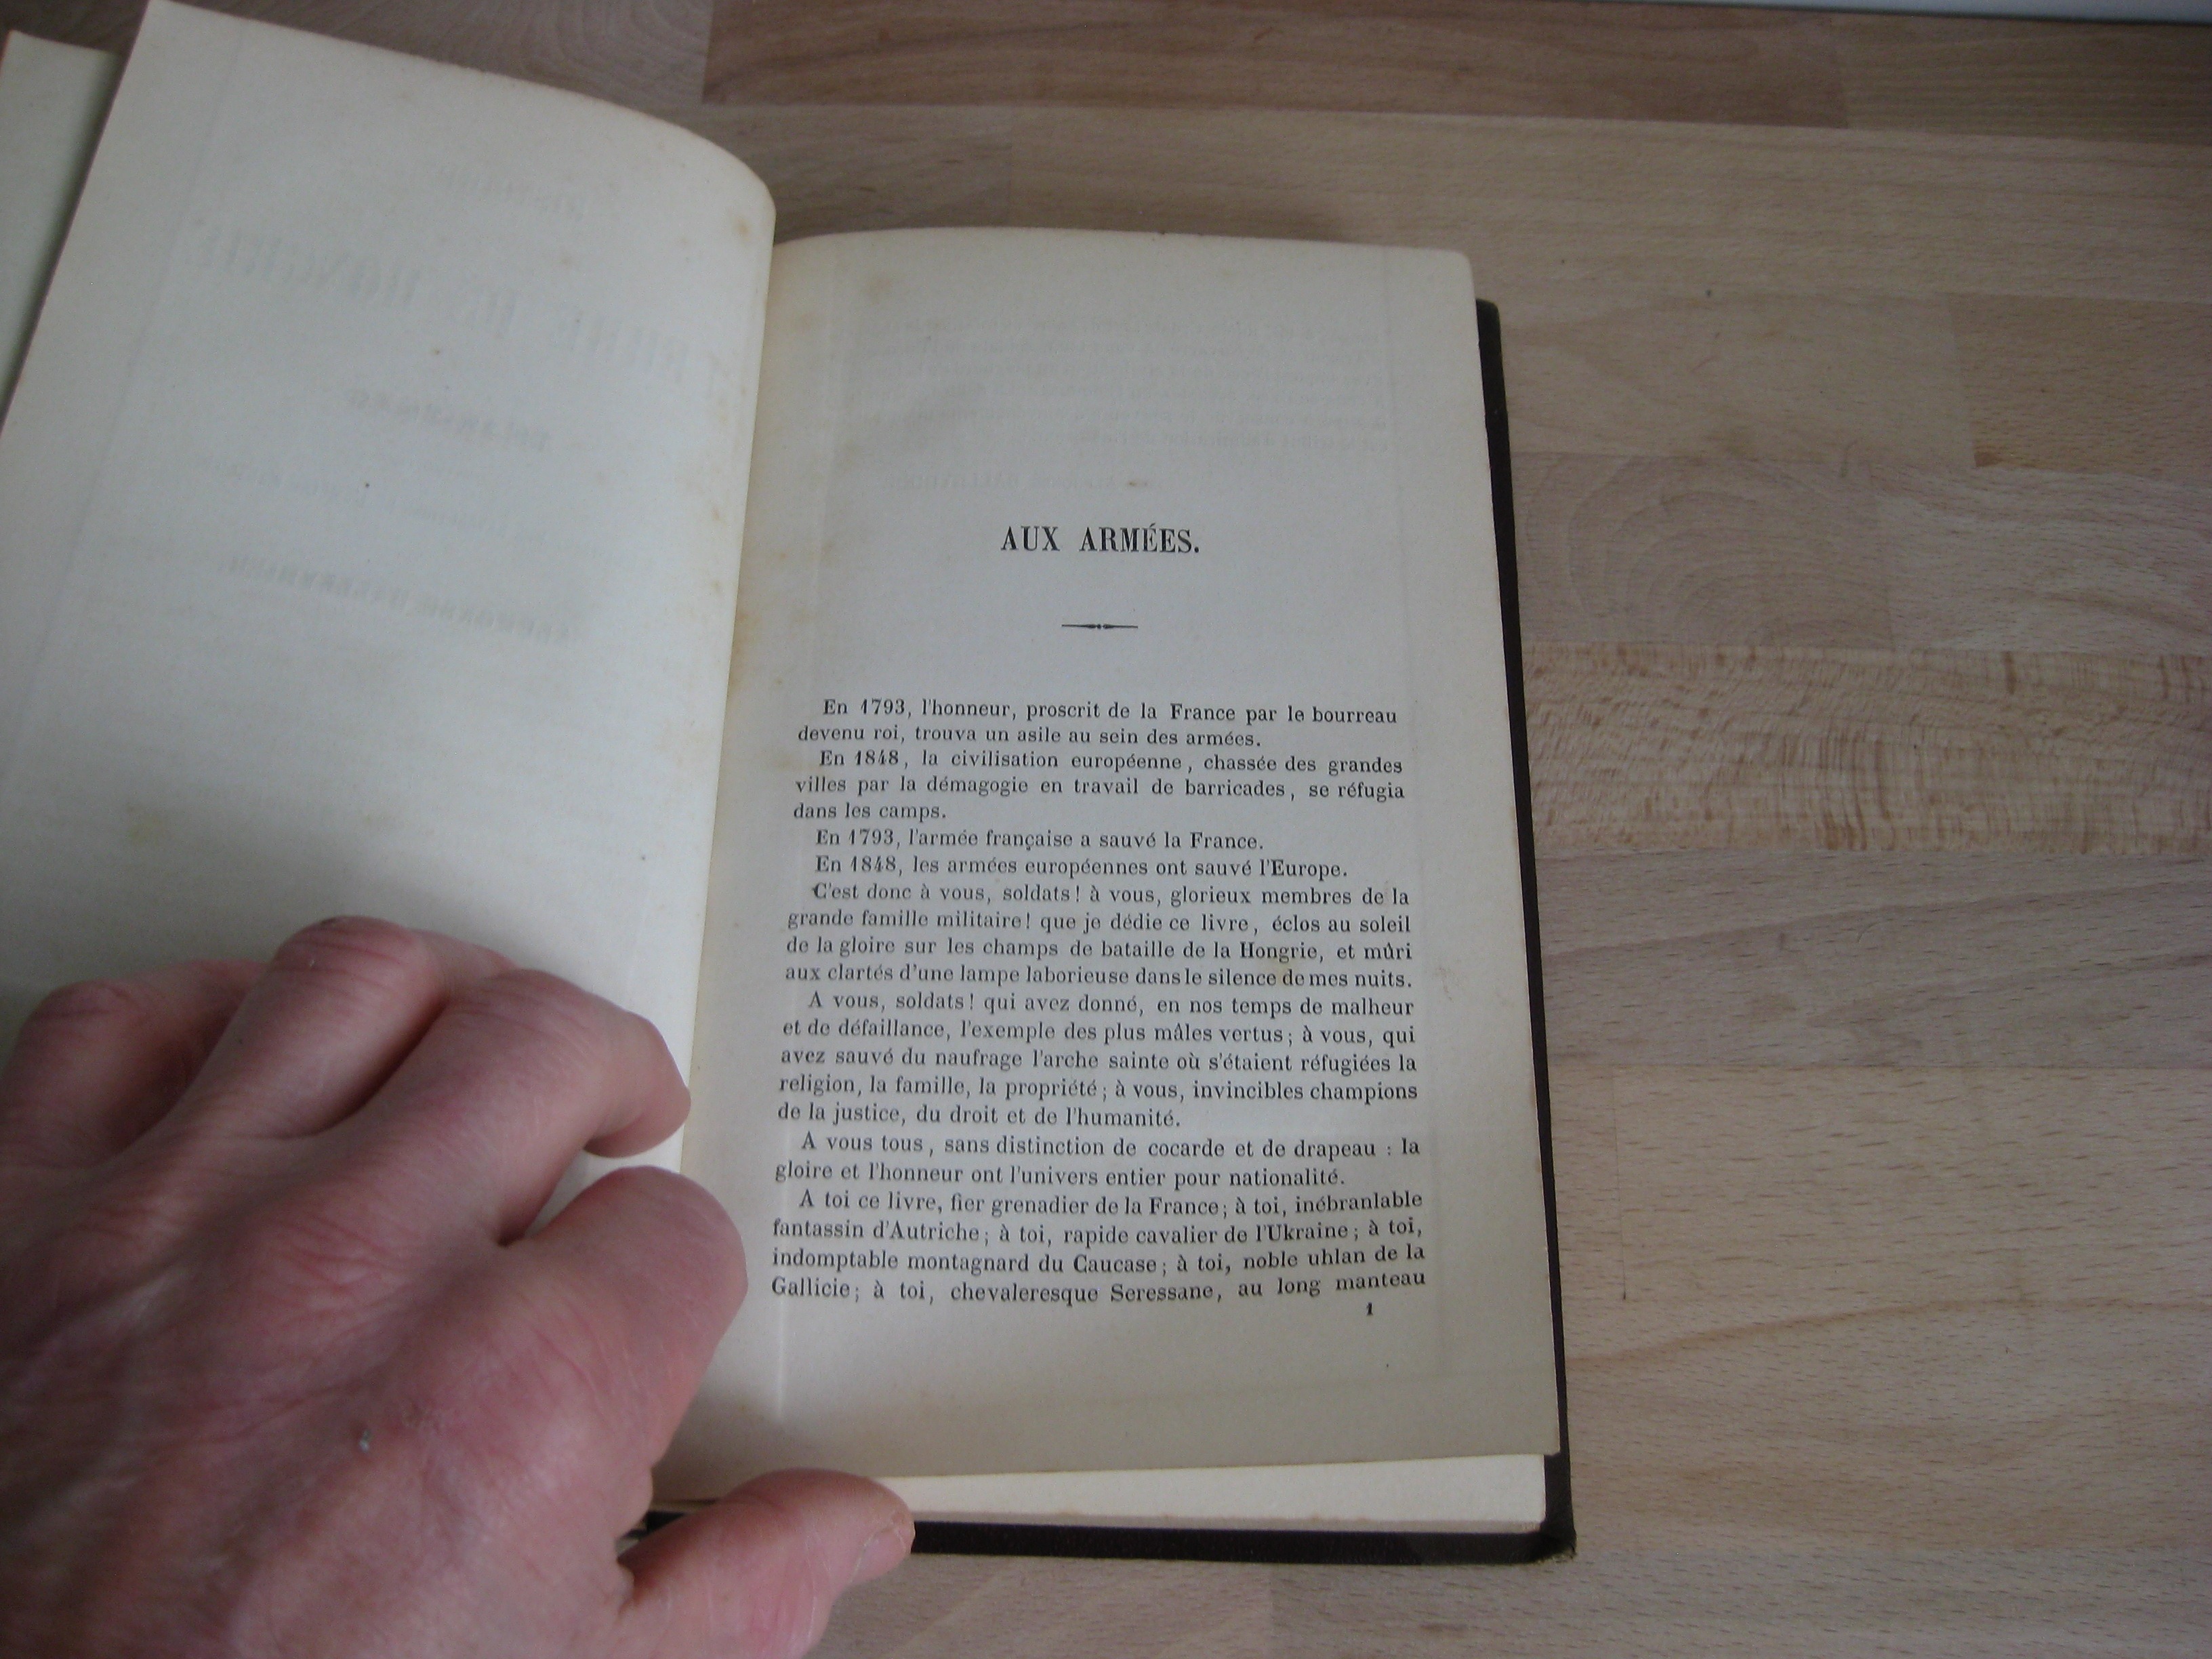 AUX ARMÉES.
En 1793, l'honneur, proscrit de la France par le bourreau
devenu roi, trouva un asile au sein des armées.
En 1848, la civilisation européenne, chassée des grandes
villes par la démagogie en travail de barricades, se réfugia
dans les camps.
En 1793, l'armée française a sauvé la France.
En 1848, les armées européennes ont sauvé l'Europe.
C'est donc à vous, soldats! à vous, glorieux membres de la
grande famille militaire! que je dédie ce livre, éclos au soleil
de la gloire sur les champs de bataille de la Hongrie, et mûri
aux clartés d'une lampe laborieuse dans le silence de mes nuits.
A vous, soldats! qui avez donné, en nos temps de malheur
et de défaillance, l'exemple des plus mâles vertus; à vous, qui
avez sauvé du naufrage l'arche sainte où s'étaient réfugiées la
religion, la famille, la propriété; à vous, invincibles champions
de la justice, du droit et de l'humanité.
A vous tous, sans distinction de cocarde et de drapeau : la
gloire et l'honneur ont l'univers entier pour nationalité.
A toi ce livre, fier grenadier de la France; à toi, inébranlable
fantassin d'Autriche; à toi, rapide cavalier de l'Ukraine; à toi,
indomptable montagnard du Caucase; à toi, noble uhlan de la
Gallicie; à toi, chevaleresque Seressane, au long manteau
1